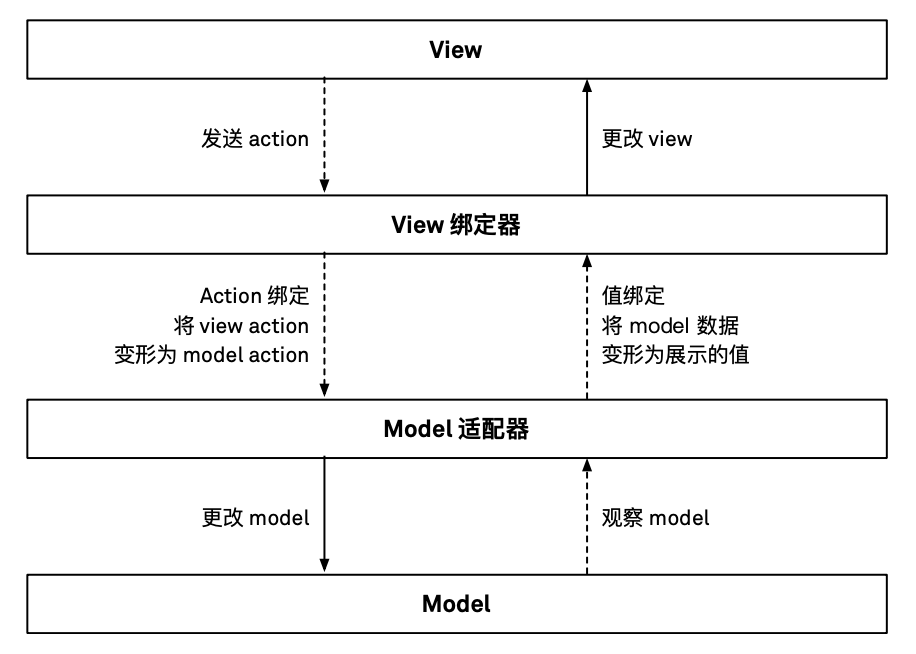 View
发送 action
更改 view
View 绑定器
Action 绑定
将 view action
变形为 model action
值绑定
将 model 数据
变形为展示的值
Model 适配器
更改 model
观察 model
Model